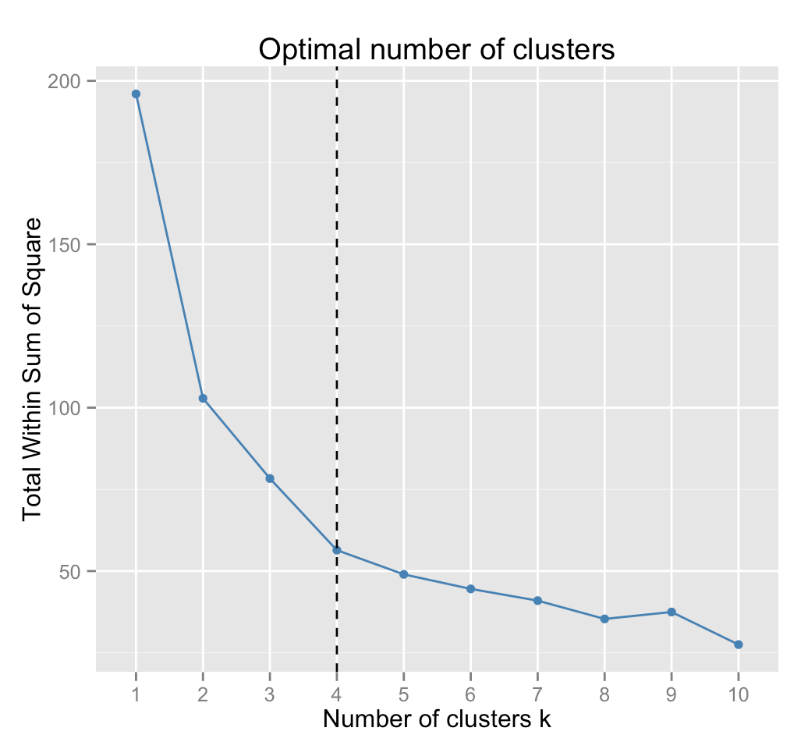 Optimal number of clusters
Total Within Sum of Square
200
150
100
50
1 2 3 4 5 6 7 8 9 10
Number of clusters k